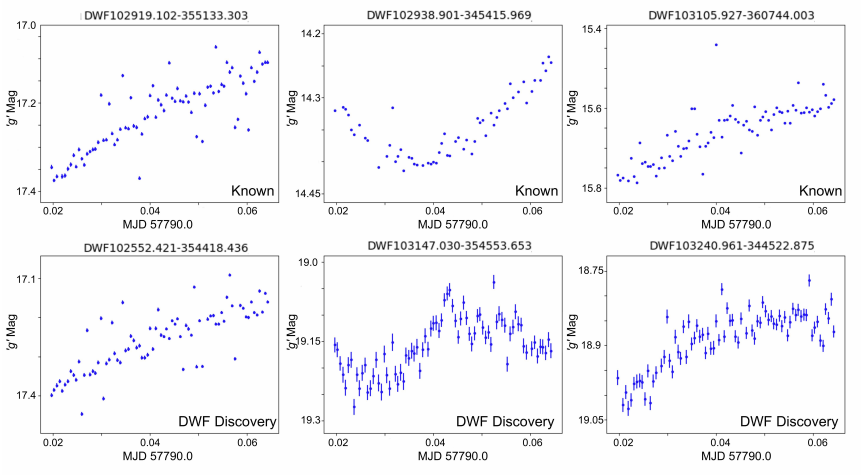 DWF102919.102-355133.303
17.0
17.2
17.4
'g' Mag
Known
0.02
0.04
0.06
MJD 57790.0
DWF102938.901-345415.969
14.2
14.3
14.45
'g' Mag
Known
0.02
0.04
0.06
MJD 57790.0
DWF103105.927-360744.003
15.4
15.6
15.8
'g' Mag
Known
0.02
0.04
0.06
MJD 57790.0
DWF102552.421-354418.436
17.1
17.4
'g' Mag
DWF Discovery
0.02
0.04
0.06
MJD 57790.0
DWF103147.030-354553.653
19.0
19.15
19.3
'g' Mag
DWF Discovery
0.02
0.04
0.06
MJD 57790.0
DWF103240.961-344522.875
18.75
18.9
19.05
'g' Mag
DWF Discovery
0.02
0.04
0.06
MJD 57790.0